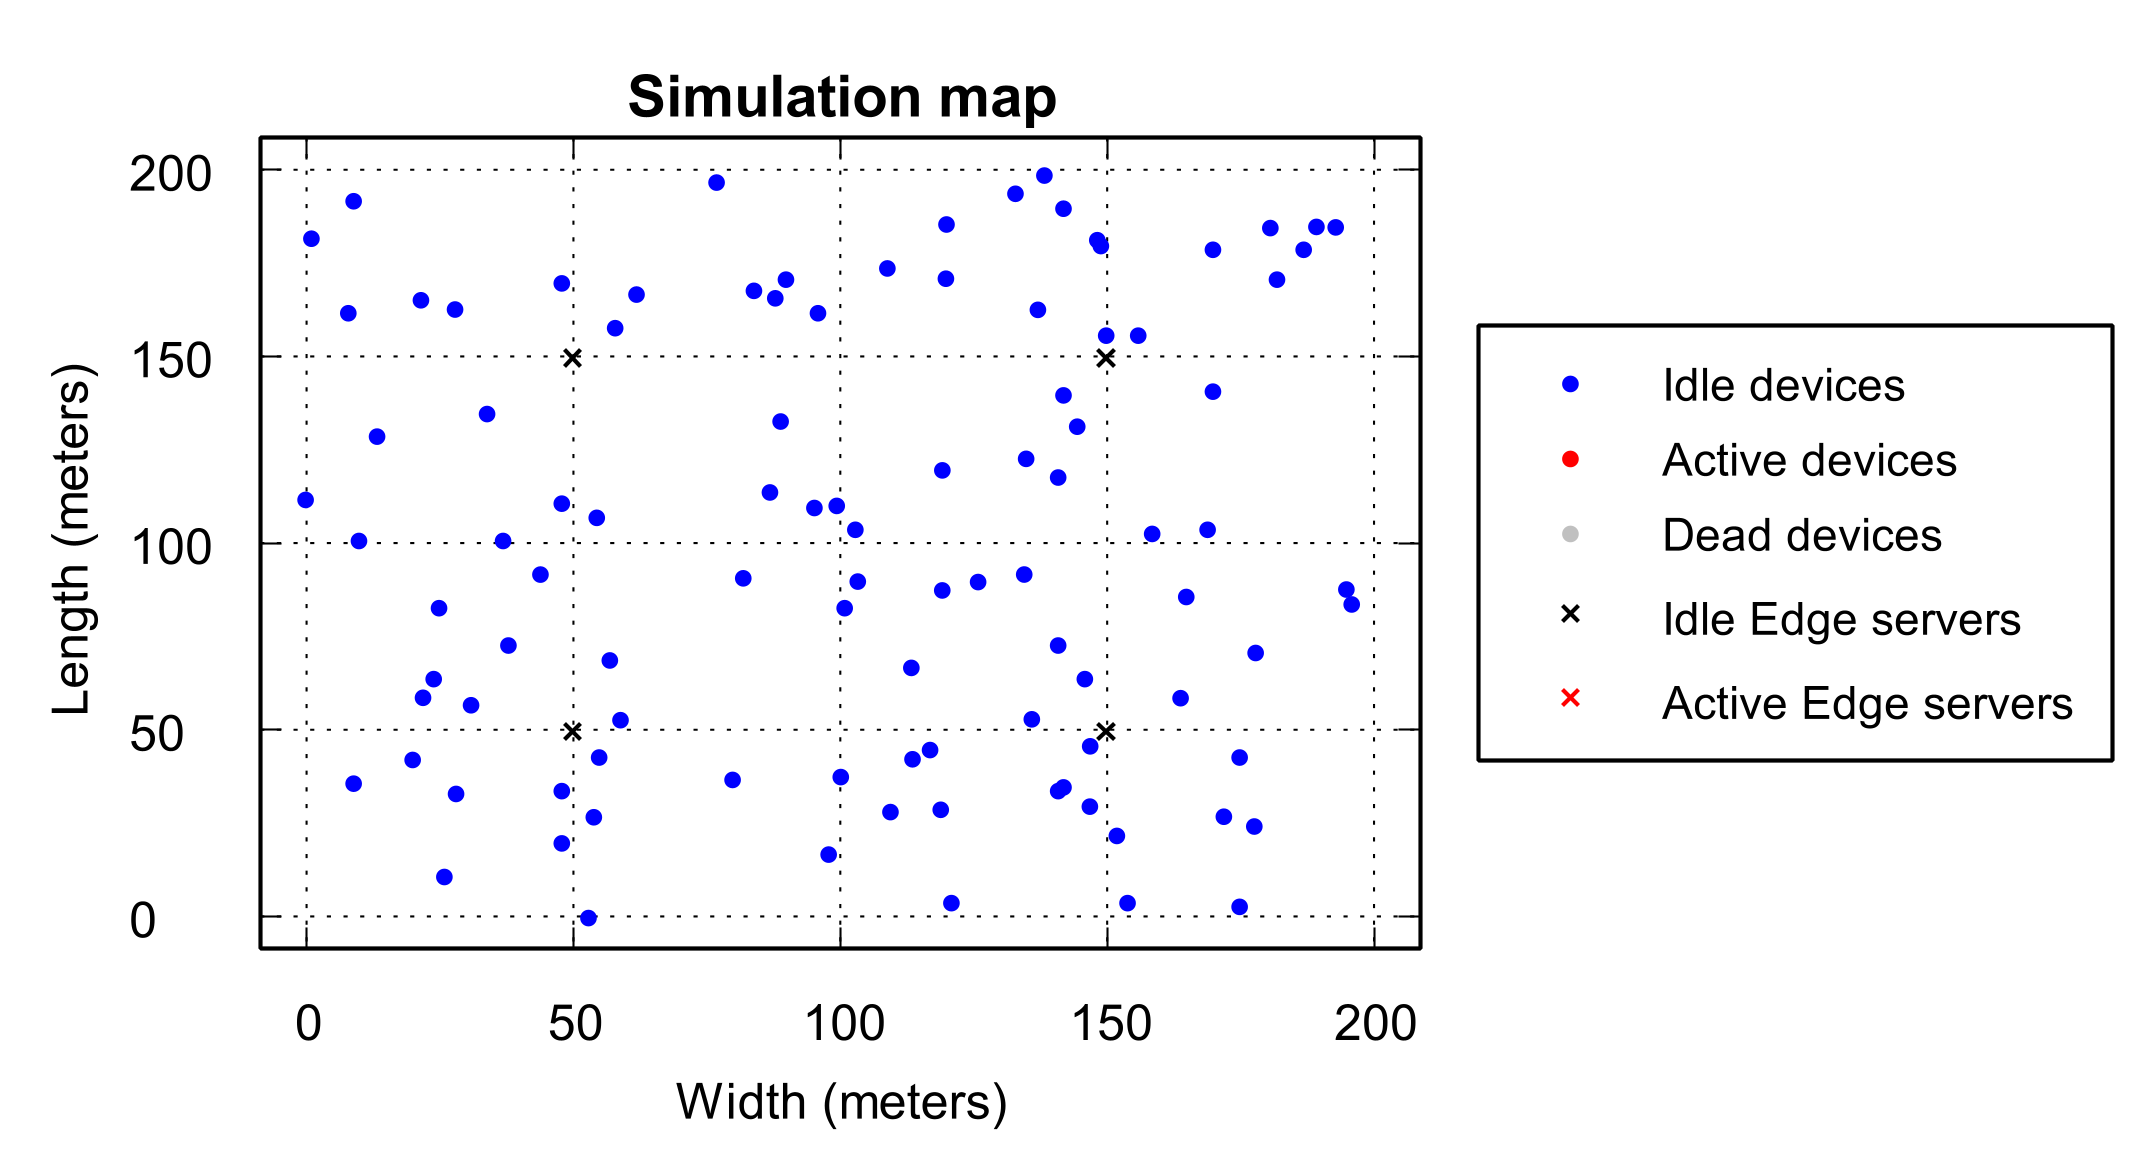 Simulation map
200
150
100
50
0
Length (meters)
0 50 100 150 200
Width (meters)
Idle devices
Active devices
Dead devices
Idle Edge servers
Active Edge servers